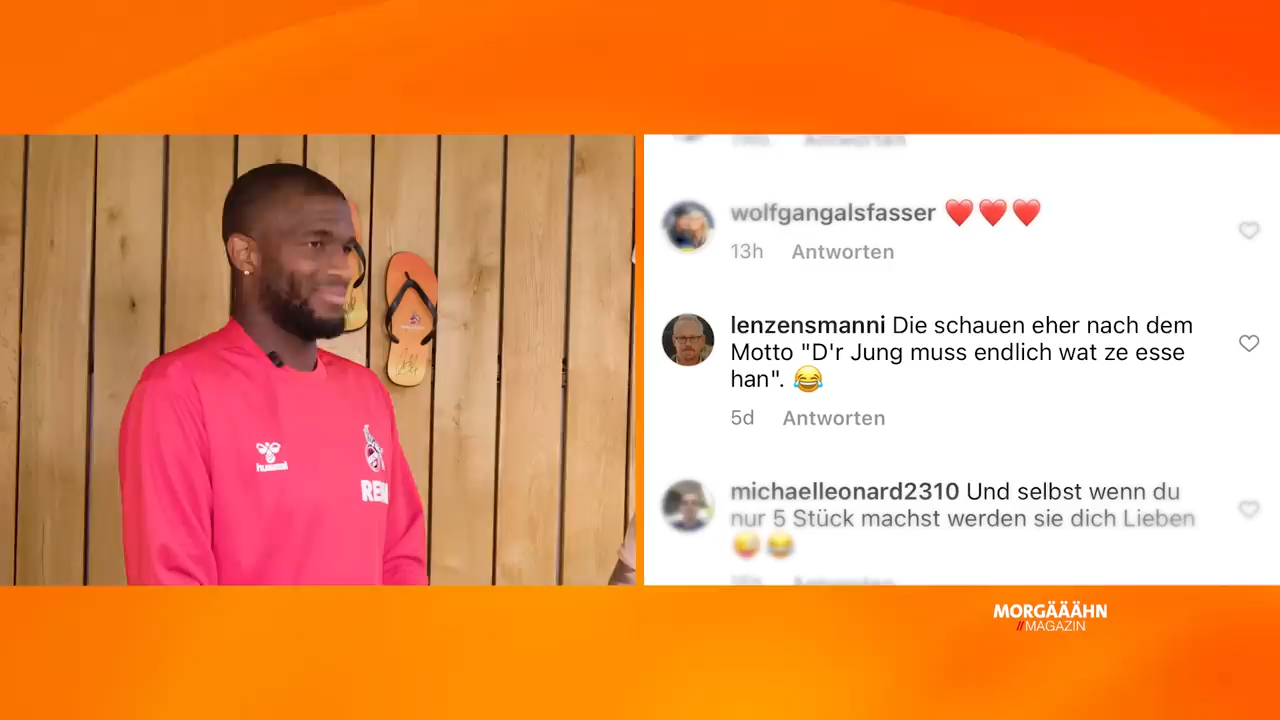 wolfgangalsfasser ❤️❤️❤️
13h Antworten
lenzensmanni Die schauen eher nach dem
Motto "D'r Jung muss endlich wat ze esse
han". 😂
5d Antworten
michaelleonard2310 Und selbst wenn du
nur 5 Stück machst werden sie dich Lieben
hummel
MORGÄÄÄHN
//MAGAZIN